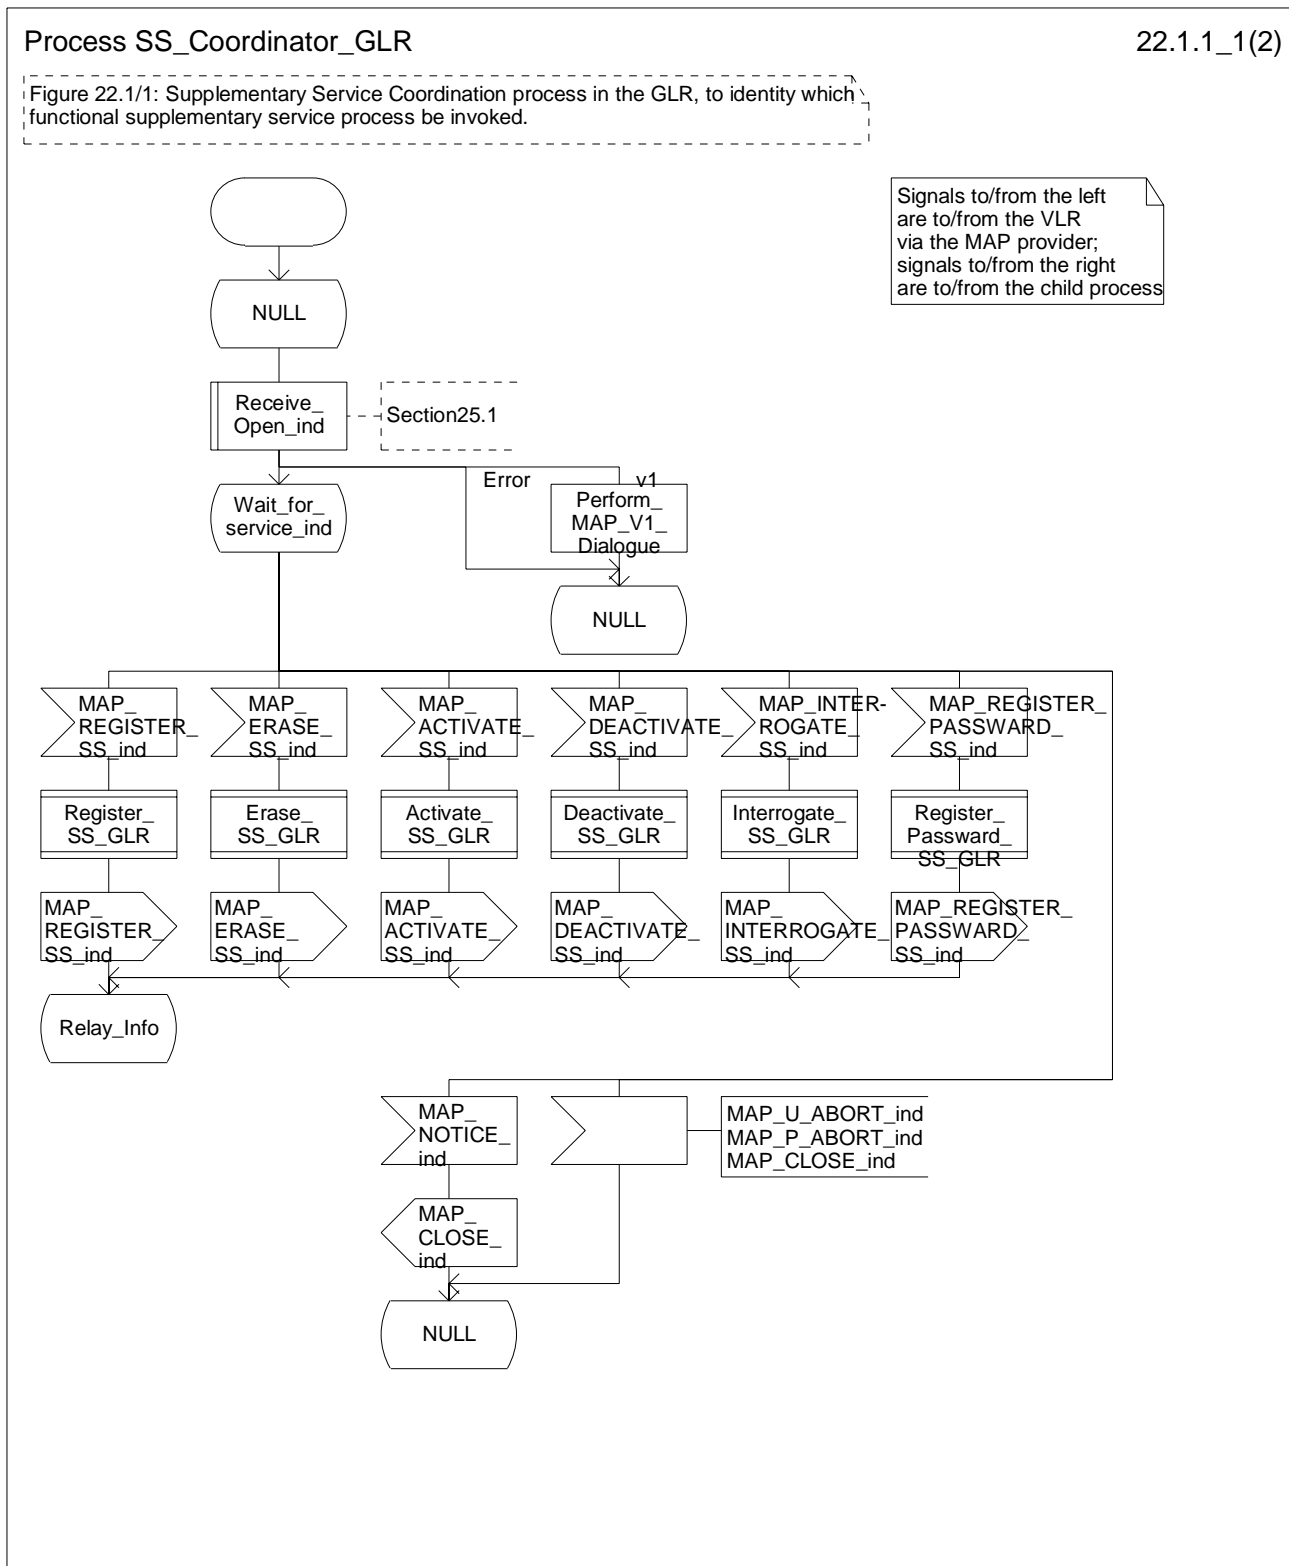 Process SS_Coordinator_GLR
22.1.1_1(2)
Figure 22.1/1: Supplementary Service Coordination process in the GLR, to identity which
functional supplementary service process be invoked.
Signals to/from the left
are to/from the VLR
via the MAP provider;
signals to/from the right
are to/from the child process
NULL
Receive_
Open_ind
Section25.1
Error
v1
Wait_for_
service_ind
Perform_
MAP_V1_
Dialogue
NULL
MAP_
REGISTER_
SS_ind
MAP_
ERASE_
SS_ind
MAP_
ACTIVATE_
SS_ind
MAP_
DEACTIVATE_
SS_ind
MAP_INTER-
ROGATE_
SS_ind
MAP_REGISTER_
PASSWARD_
SS_ind
Register_
SS_GLR
Erase_
SS_GLR
Activate_
SS_GLR
Deactivate_
SS_GLR
Interrogate_
SS_GLR
Register_
Passward_
SS_GLR
MAP_
REGISTER_
SS_ind
MAP_
ERASE_
SS_ind
MAP_
ACTIVATE_
SS_ind
MAP_
DEACTIVATE_
SS_ind
MAP_
INTERROGATE_
SS_ind
MAP_REGISTER_
PASSWARD_
SS_ind
Relay_Info
MAP_
NOTICE_
ind
MAP_U_ABORT_ind
MAP_P_ABORT_ind
MAP_CLOSE_ind
MAP_
CLOSE_
ind
NULL